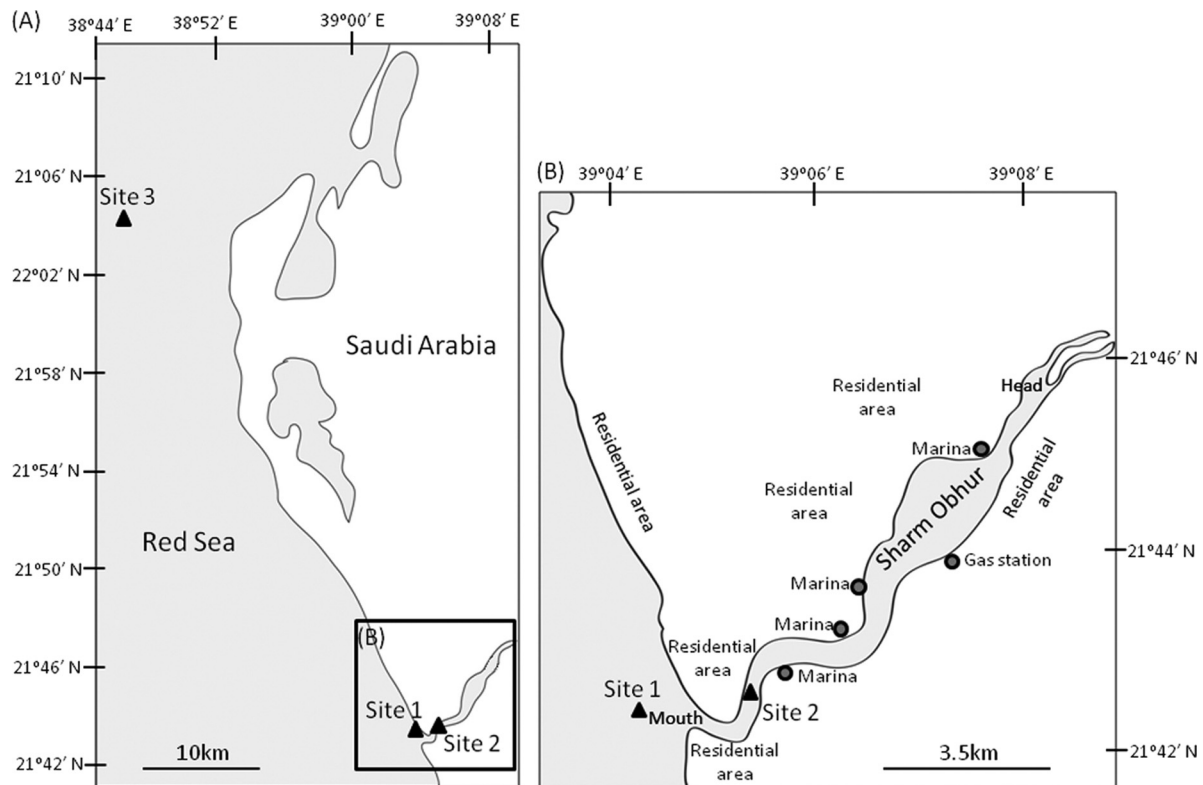 (A)
38°44′ E
38°52′ E
39°00′ E
39°08′ E
21°10′ N
21°06′ N
22°02′ N
21°58′ N
21°54′ N
21°50′ N
21°46′ N
21°42′ N
Site 3
Saudi Arabia
Red Sea
(B)
Site 1
Site 2
10km
(B)
39°04′ E
39°06′ E
39°08′ E
21°46′ N
21°44′ N
21°42′ N
Head
Residential
area
Residential area
Marina
Residential
area
Residential
area
Sharm Obhur
Gas station
Marina
Marina
Residential
area
Marina
Site 1
Mouth
Site 2
Residential
area
3.5km